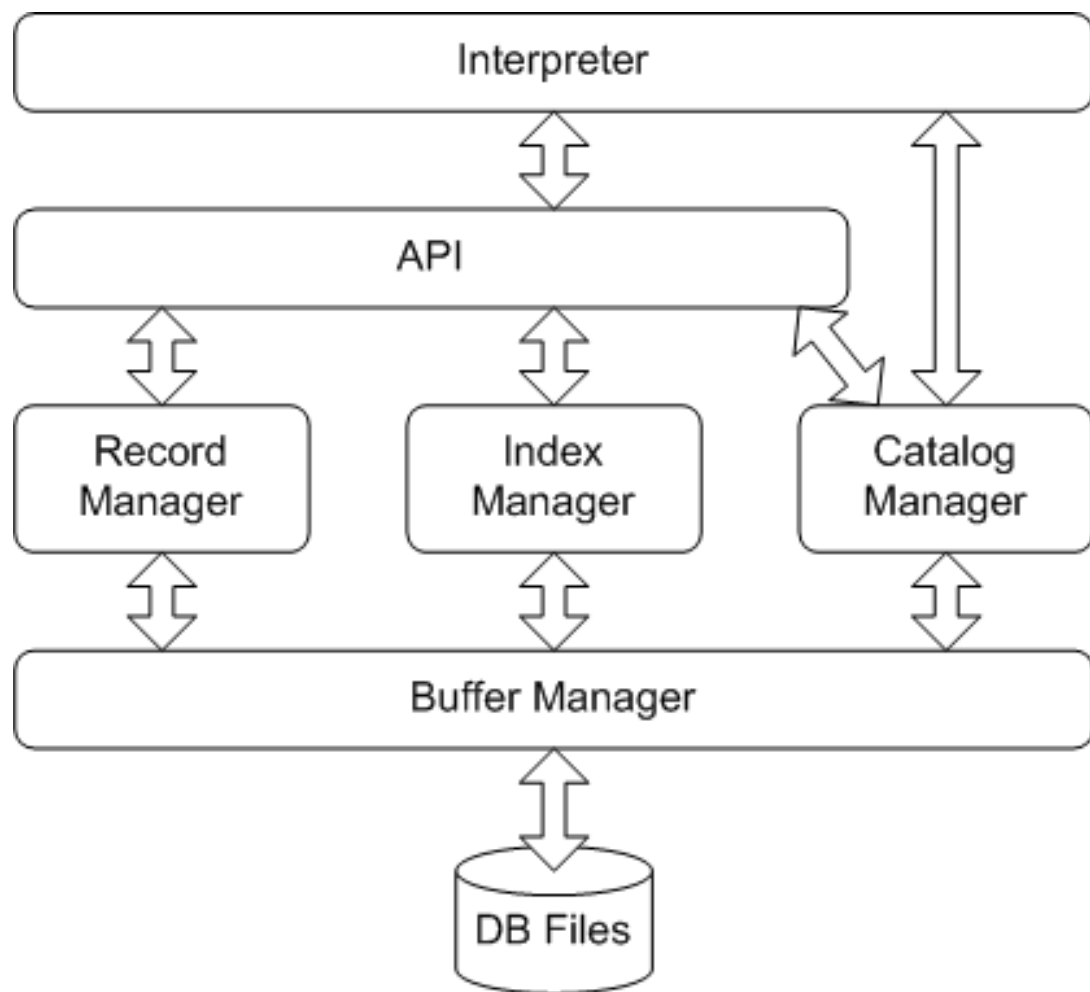 Interpreter
API
Record
Manager
Index
Manager
Catalog
Manager
Buffer Manager
DB Files